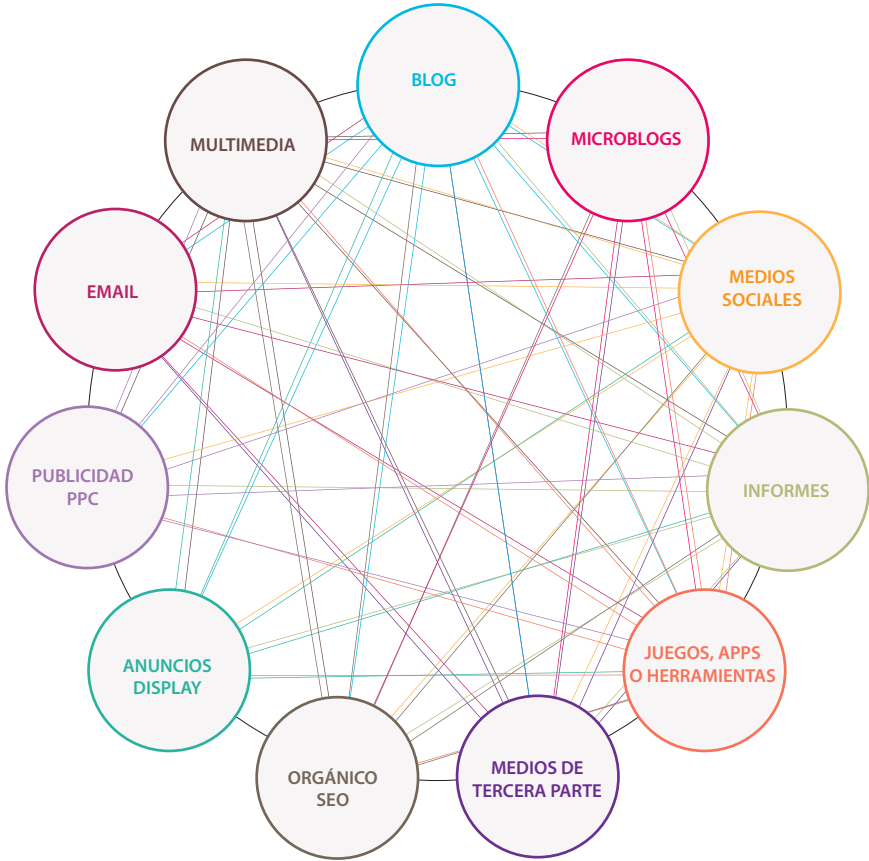 BLOG
MICROBLOGS
MULTIMEDIA
MEDIOS
SOCIALES
EMAIL
INFORMES
PUBLICIDAD
PPC
JUEGOS, APPS
O HERRAMIENTAS
ANUNCIOS
DISPLAY
MEDIOS DE
TERCERA PARTE
ORGÁNICO
SEO